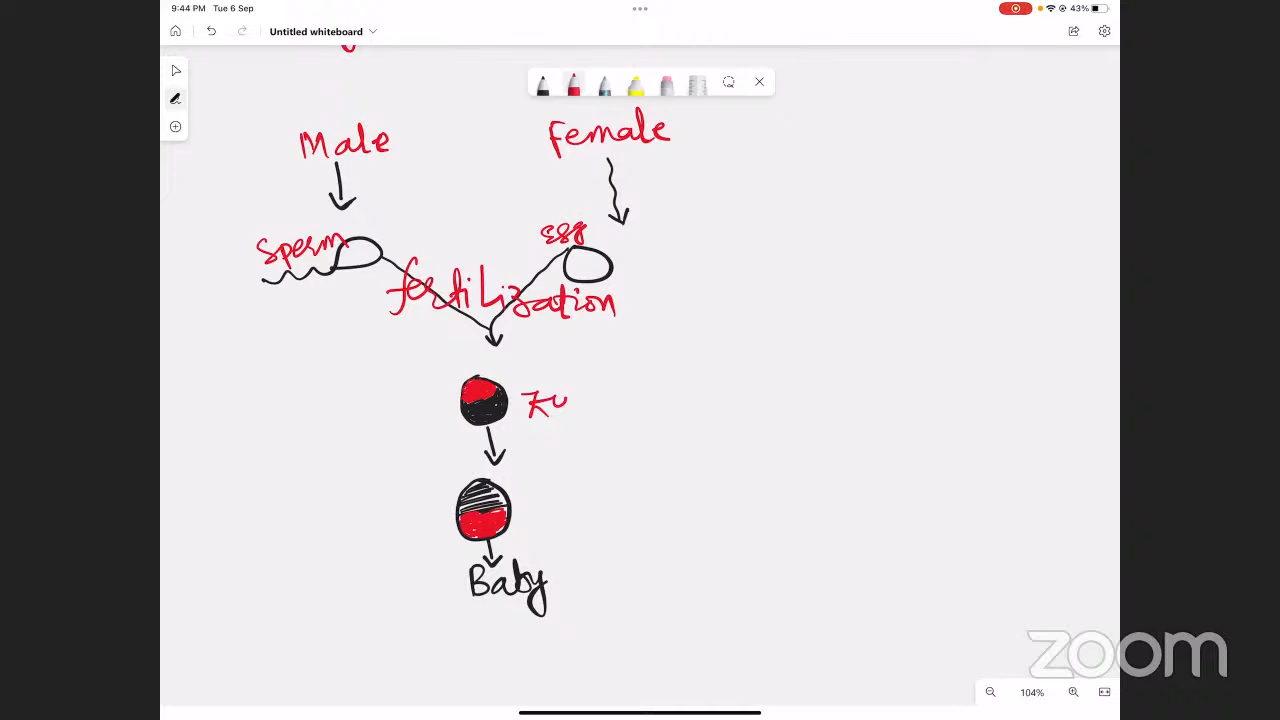 9:44 PM Tue 6 Sep
43%
Untitled whiteboard
Male
Female
Sperm
egg
fertilization
Baby
zoom
104%